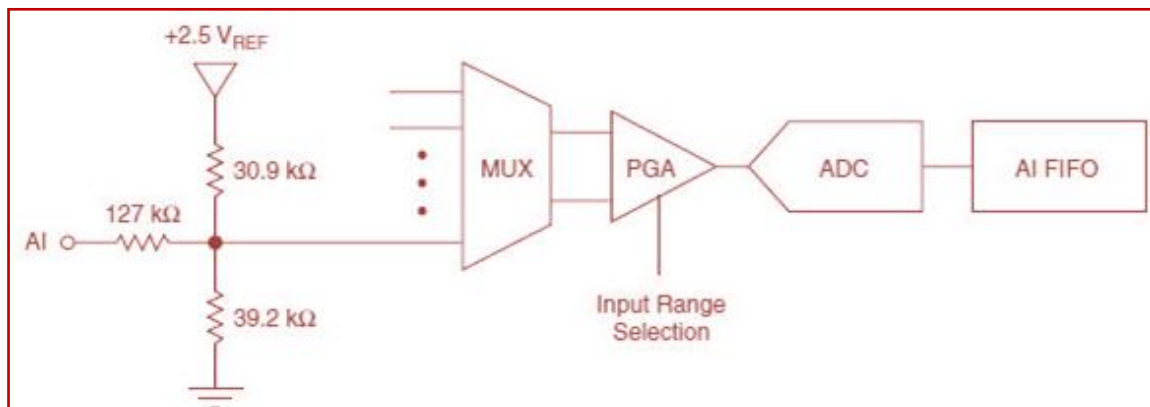 +2.5 VREF
30.9 kΩ
127 kΩ
AI
39.2 kΩ
MUX
PGA
ADC
AI FIFO
Input Range
Selection